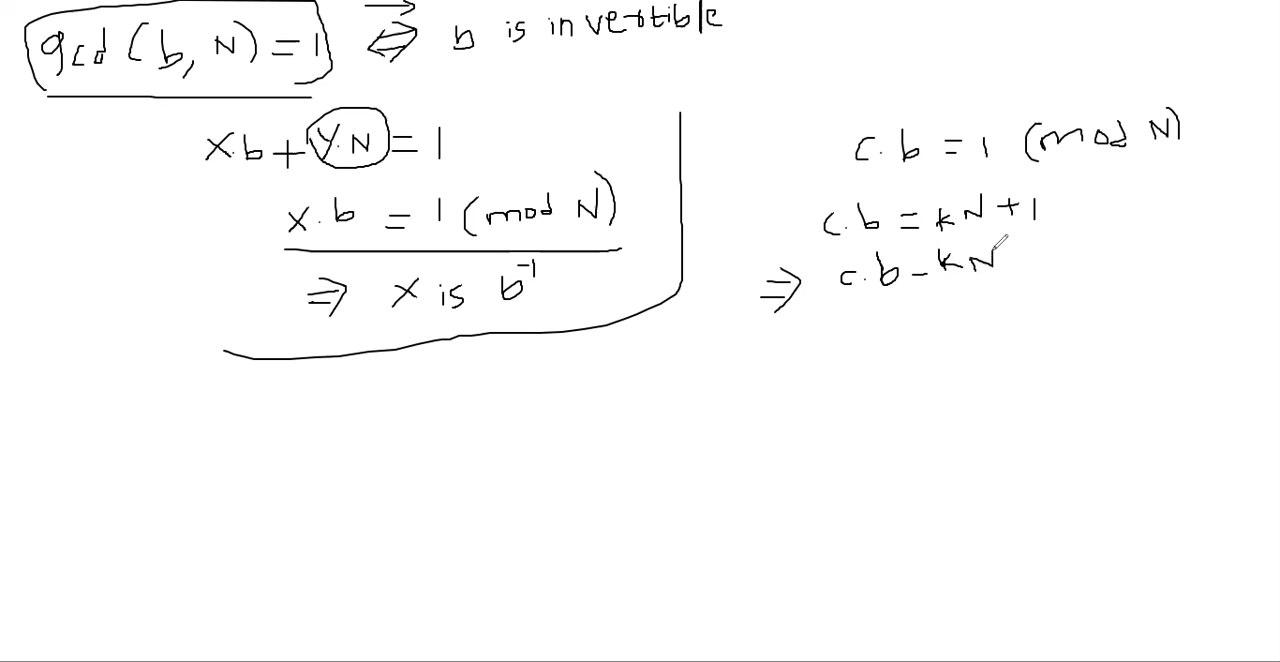 gcd (b, N) = 1 ⇔ b is invertible
X.b + Y.N = 1
x.b = 1 (mod N)
⇒ X is b⁻¹
c.b = 1 (mod N)
c.b = kN + 1
⇒ c.b - kN